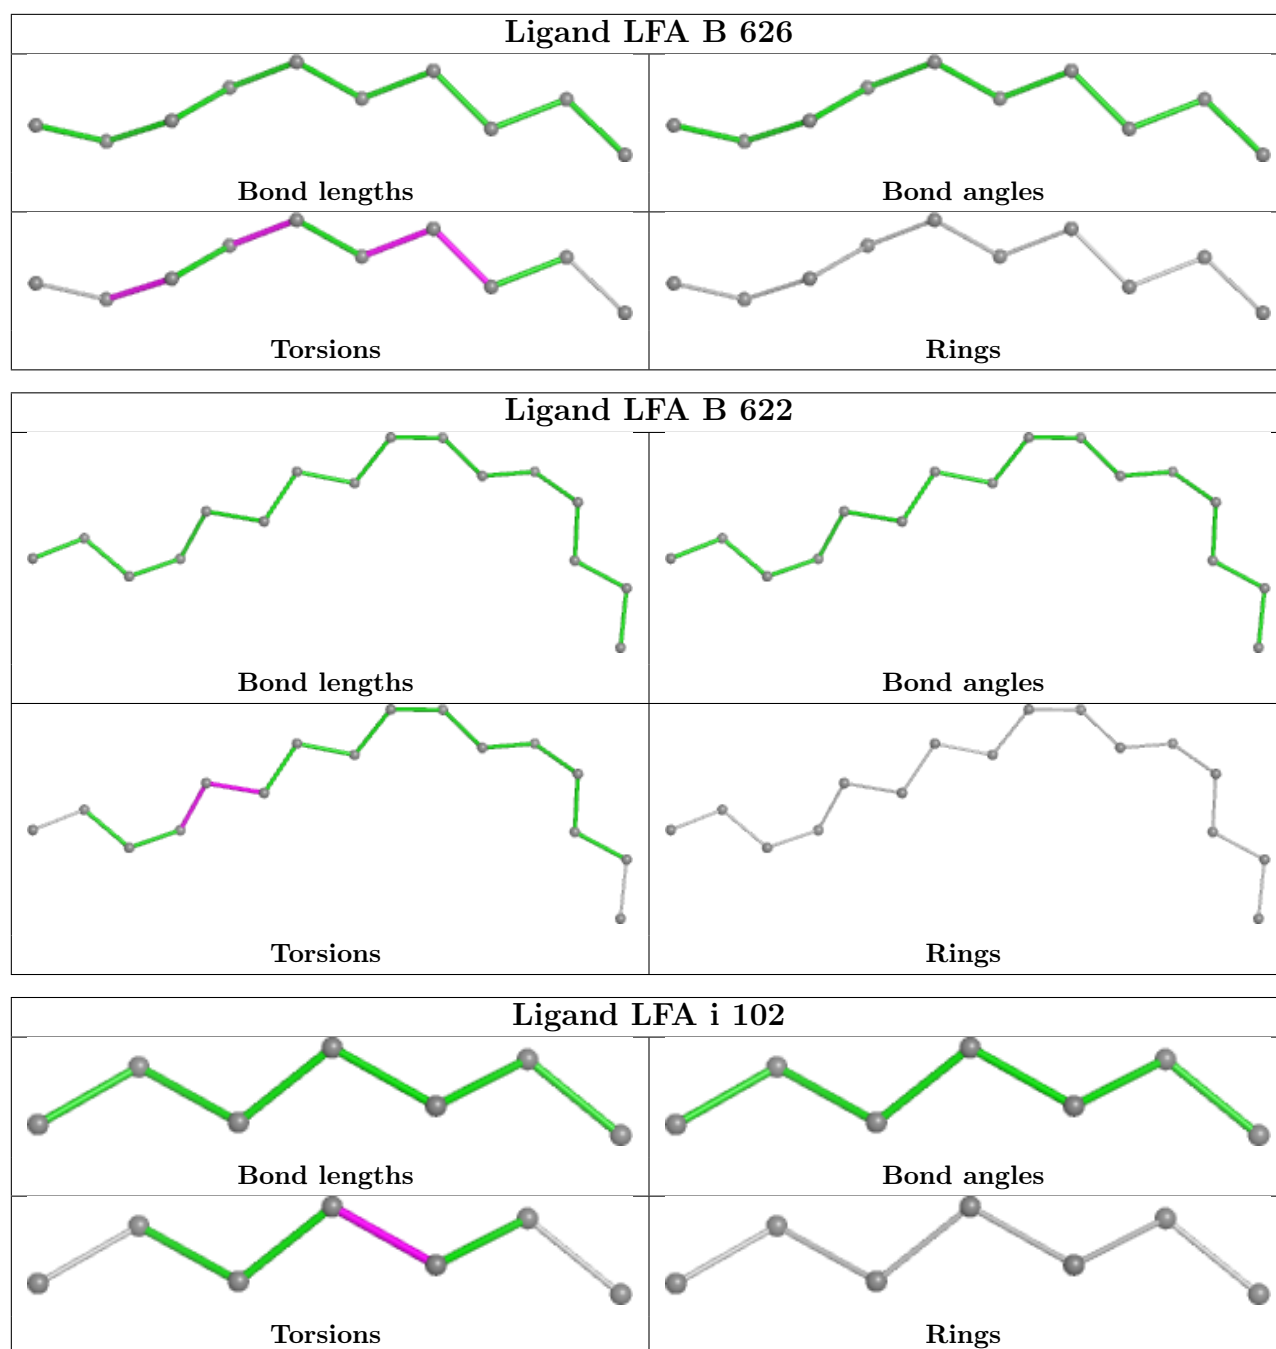 Ligand LFA B 626
Bond lengths
Bond angles
Torsions
Rings
Ligand LFA B 622
Bond lengths
Bond angles
Torsions
Rings
Ligand LFA i 102
Bond lengths
Bond angles
Torsions
Rings